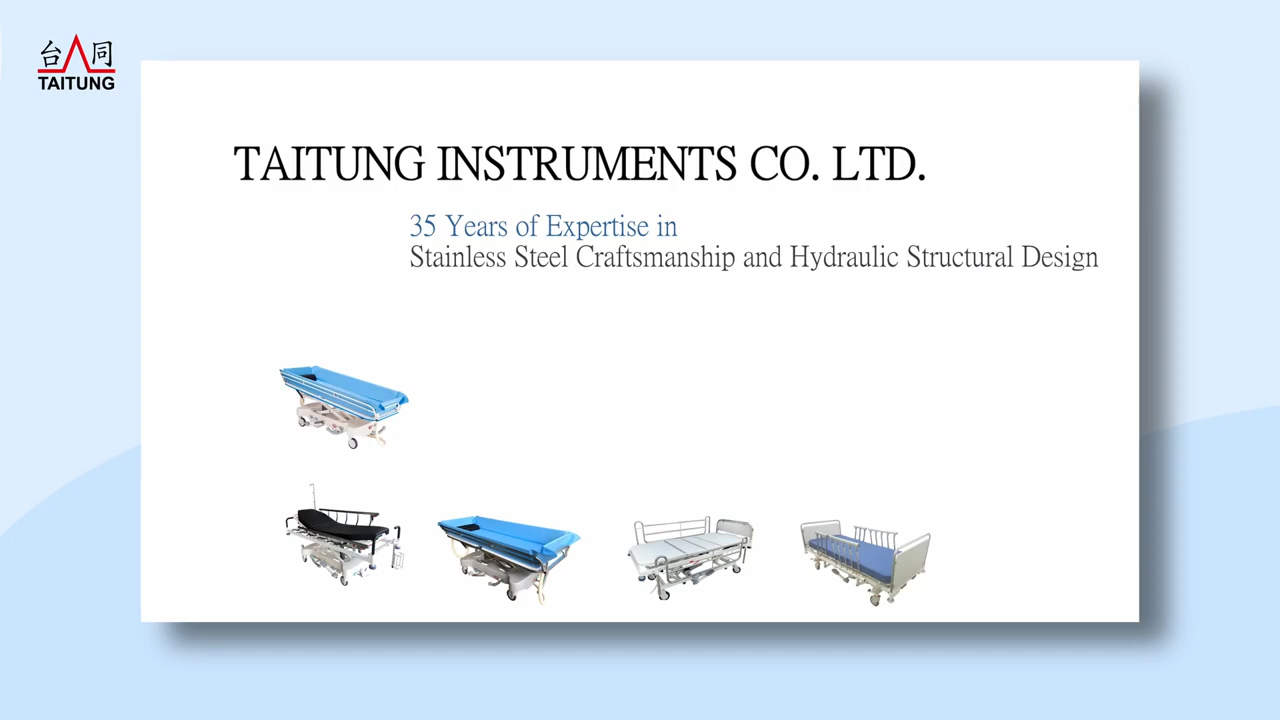 台同
TAITUNG
TAITUNG INSTRUMENTS CO. LTD.
35 Years of Expertise in
Stainless Steel Craftsmanship and Hydraulic Structural Design